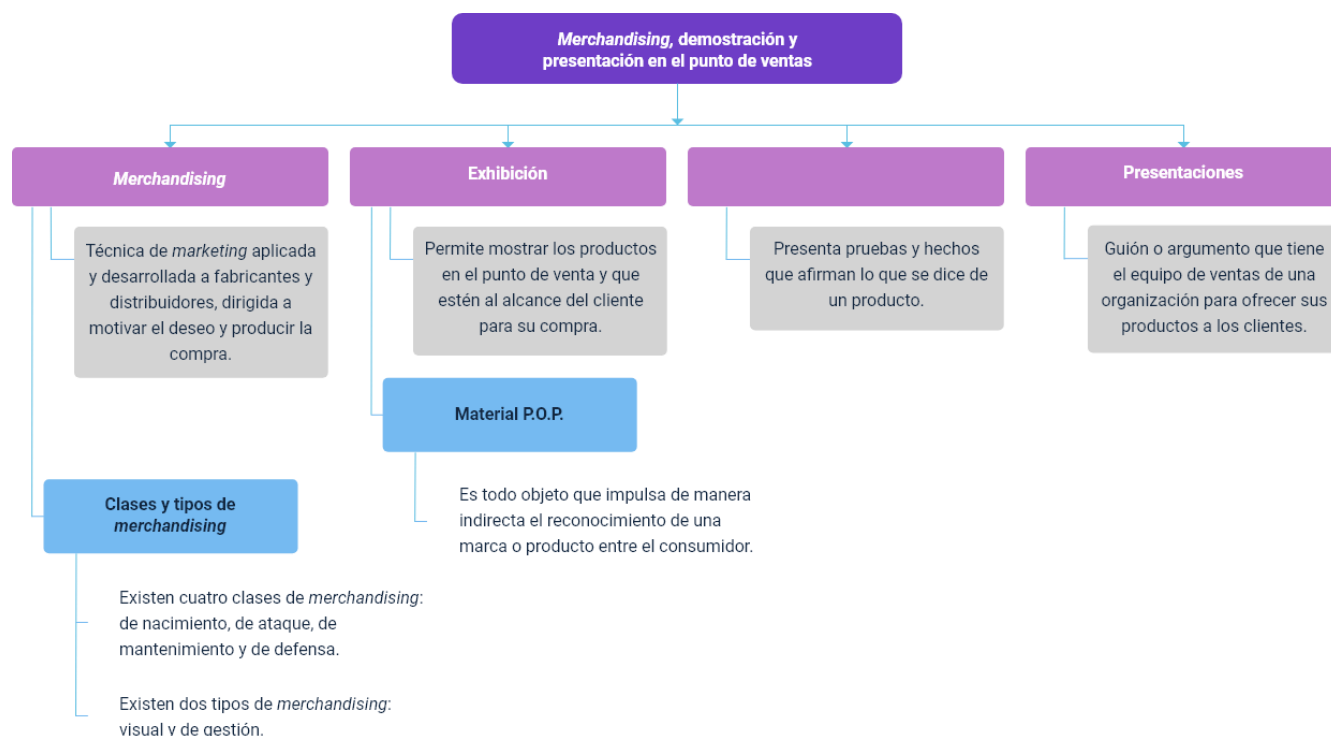 Merchandising, demostración y
presentación en el punto de ventas
Merchandising
Técnica de marketing aplicada
y desarrollada a fabricantes y
distribuidores, dirigida a
motivar el deseo y producir la
compra.
Clases y tipos de
merchandising
Existen cuatro clases de merchandising:
de nacimiento, de ataque, de
mantenimiento y de defensa.
Existen dos tipos de merchandising:
visual y de gestión.
Exhibición
Permite mostrar los productos
en el punto de venta y que
estén al alcance del cliente
para su compra.
Material P.O.P.
Es todo objeto que impulsa de manera
indirecta el reconocimiento de una
marca o producto entre el consumidor.
Presenta pruebas y hechos
que afirman lo que se dice de
un producto.
Presentaciones
Guión o argumento que tiene
el equipo de ventas de una
organización para ofrecer sus
productos a los clientes.